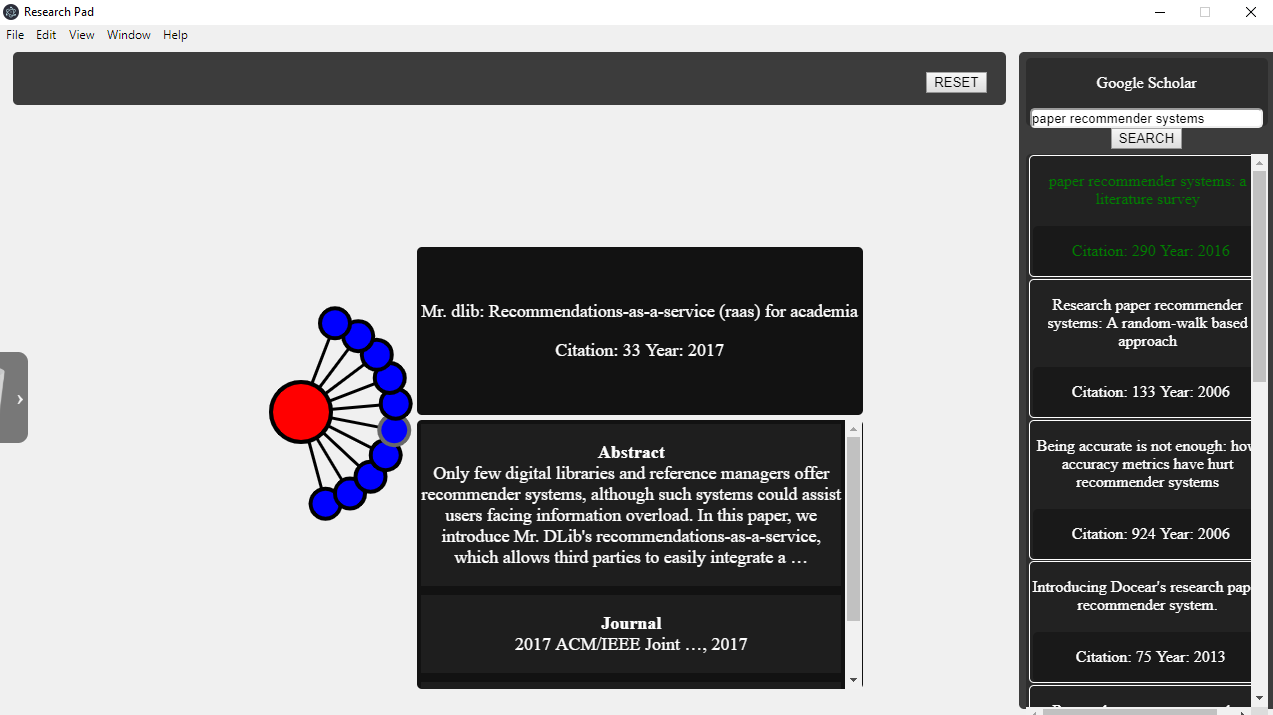 Research Pad
File Edit View Window Help
RESET
Mr. dlib: Recommendations-as-a-service (raas) for academia
Citation: 33 Year: 2017
Abstract
Only few digital libraries and reference managers offer
recommender systems, although such systems could assist
users facing information overload. In this paper, we
introduce Mr. DLib's recommendations-as-a-service,
which allows third parties to easily integrate a …
Journal
2017 ACM/IEEE Joint …, 2017
Google Scholar
paper recommender systems
SEARCH
paper recommender systems: a
literature survey
Citation: 290 Year: 2016
Research paper recommender
systems: A random-walk based
approach
Citation: 133 Year: 2006
Being accurate is not enough: how
accuracy metrics have hurt
recommender systems
Citation: 924 Year: 2006
Introducing Docear's research pap
recommender system.
Citation: 75 Year: 2013